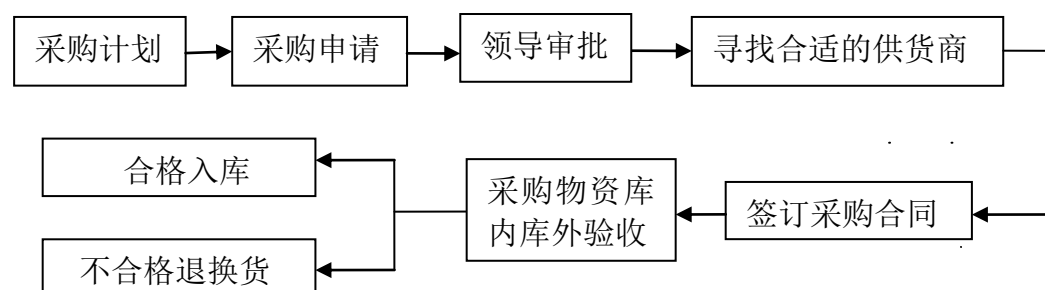 采购计划
采购申请
领导审批
寻找合适的供货商
合格入库
采购物资库
内库外验收
签订采购合同
不合格退换货